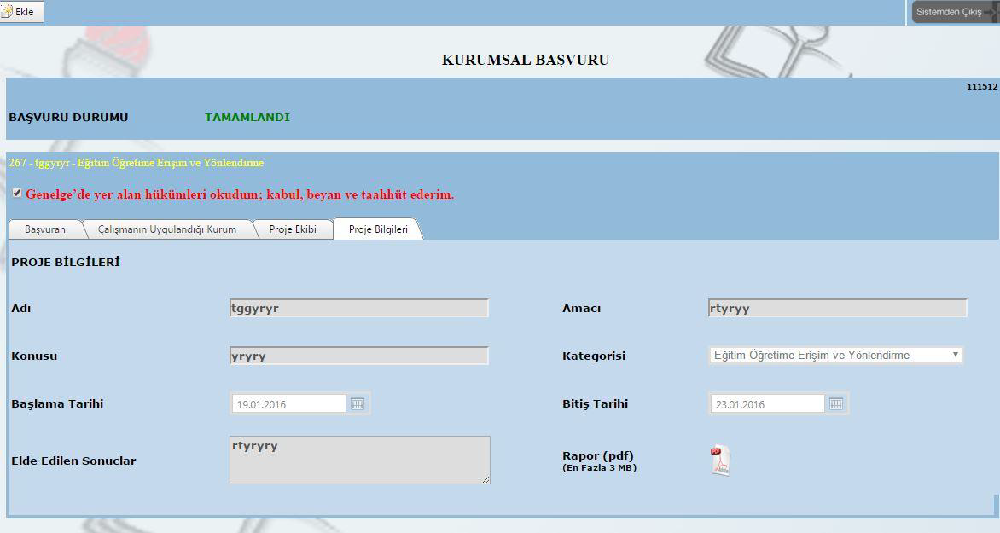 Ekle
Sistemden Çıkış
KURUMSAL BAŞVURU
111512
BAŞVURU DURUMU TAMAMLANDI
267 - tggyryr - Eğitim Öğretime Erişim ve Yönlendirme
Genelge’de yer alan hükümleri okudum; kabul, beyan ve taahhüt ederim.
Başvuran Çalışmanın Uygulandığı Kurum Proje Ekibi Proje Bilgileri
PROJE BİLGİLERİ
Adı tggyryr Amacı rtyryy
Konusu yryry Kategorisi Eğitim Öğretime Erişim ve Yönlendirme
Başlama Tarihi 19.01.2016 Bitiş Tarihi 23.01.2016
Elde Edilen Sonuclar rtyryry Rapor (pdf)
(En Fazla 3 MB)
PDF
Adobe